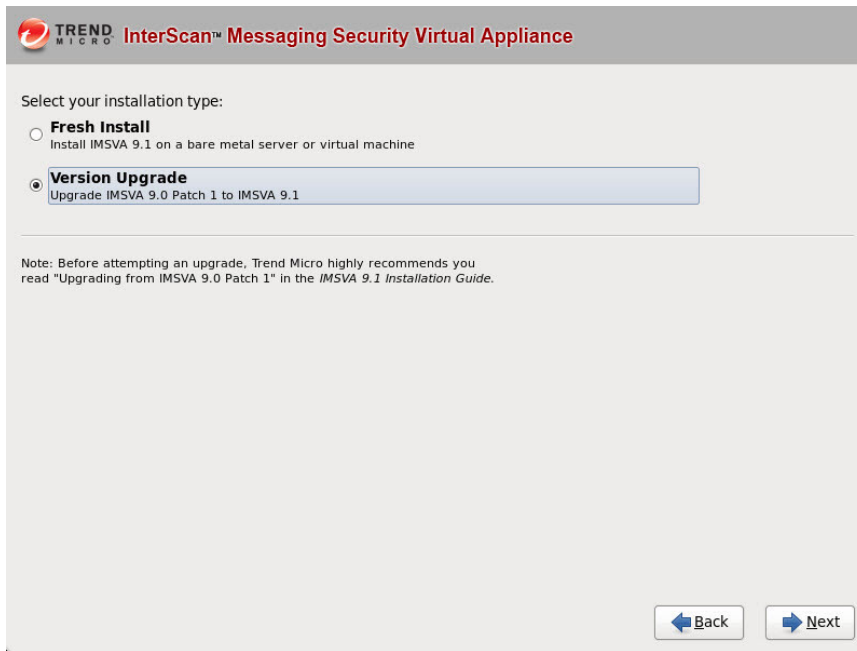 TREND MICRO InterScan™ Messaging Security Virtual Appliance
Select your installation type:
Fresh Install
Install IMSVA 9.1 on a bare metal server or virtual machine
Version Upgrade
Upgrade IMSVA 9.0 Patch 1 to IMSVA 9.1
Note: Before attempting an upgrade, Trend Micro highly recommends you
read "Upgrading from IMSVA 9.0 Patch 1" in the IMSVA 9.1 Installation Guide.
Back Next